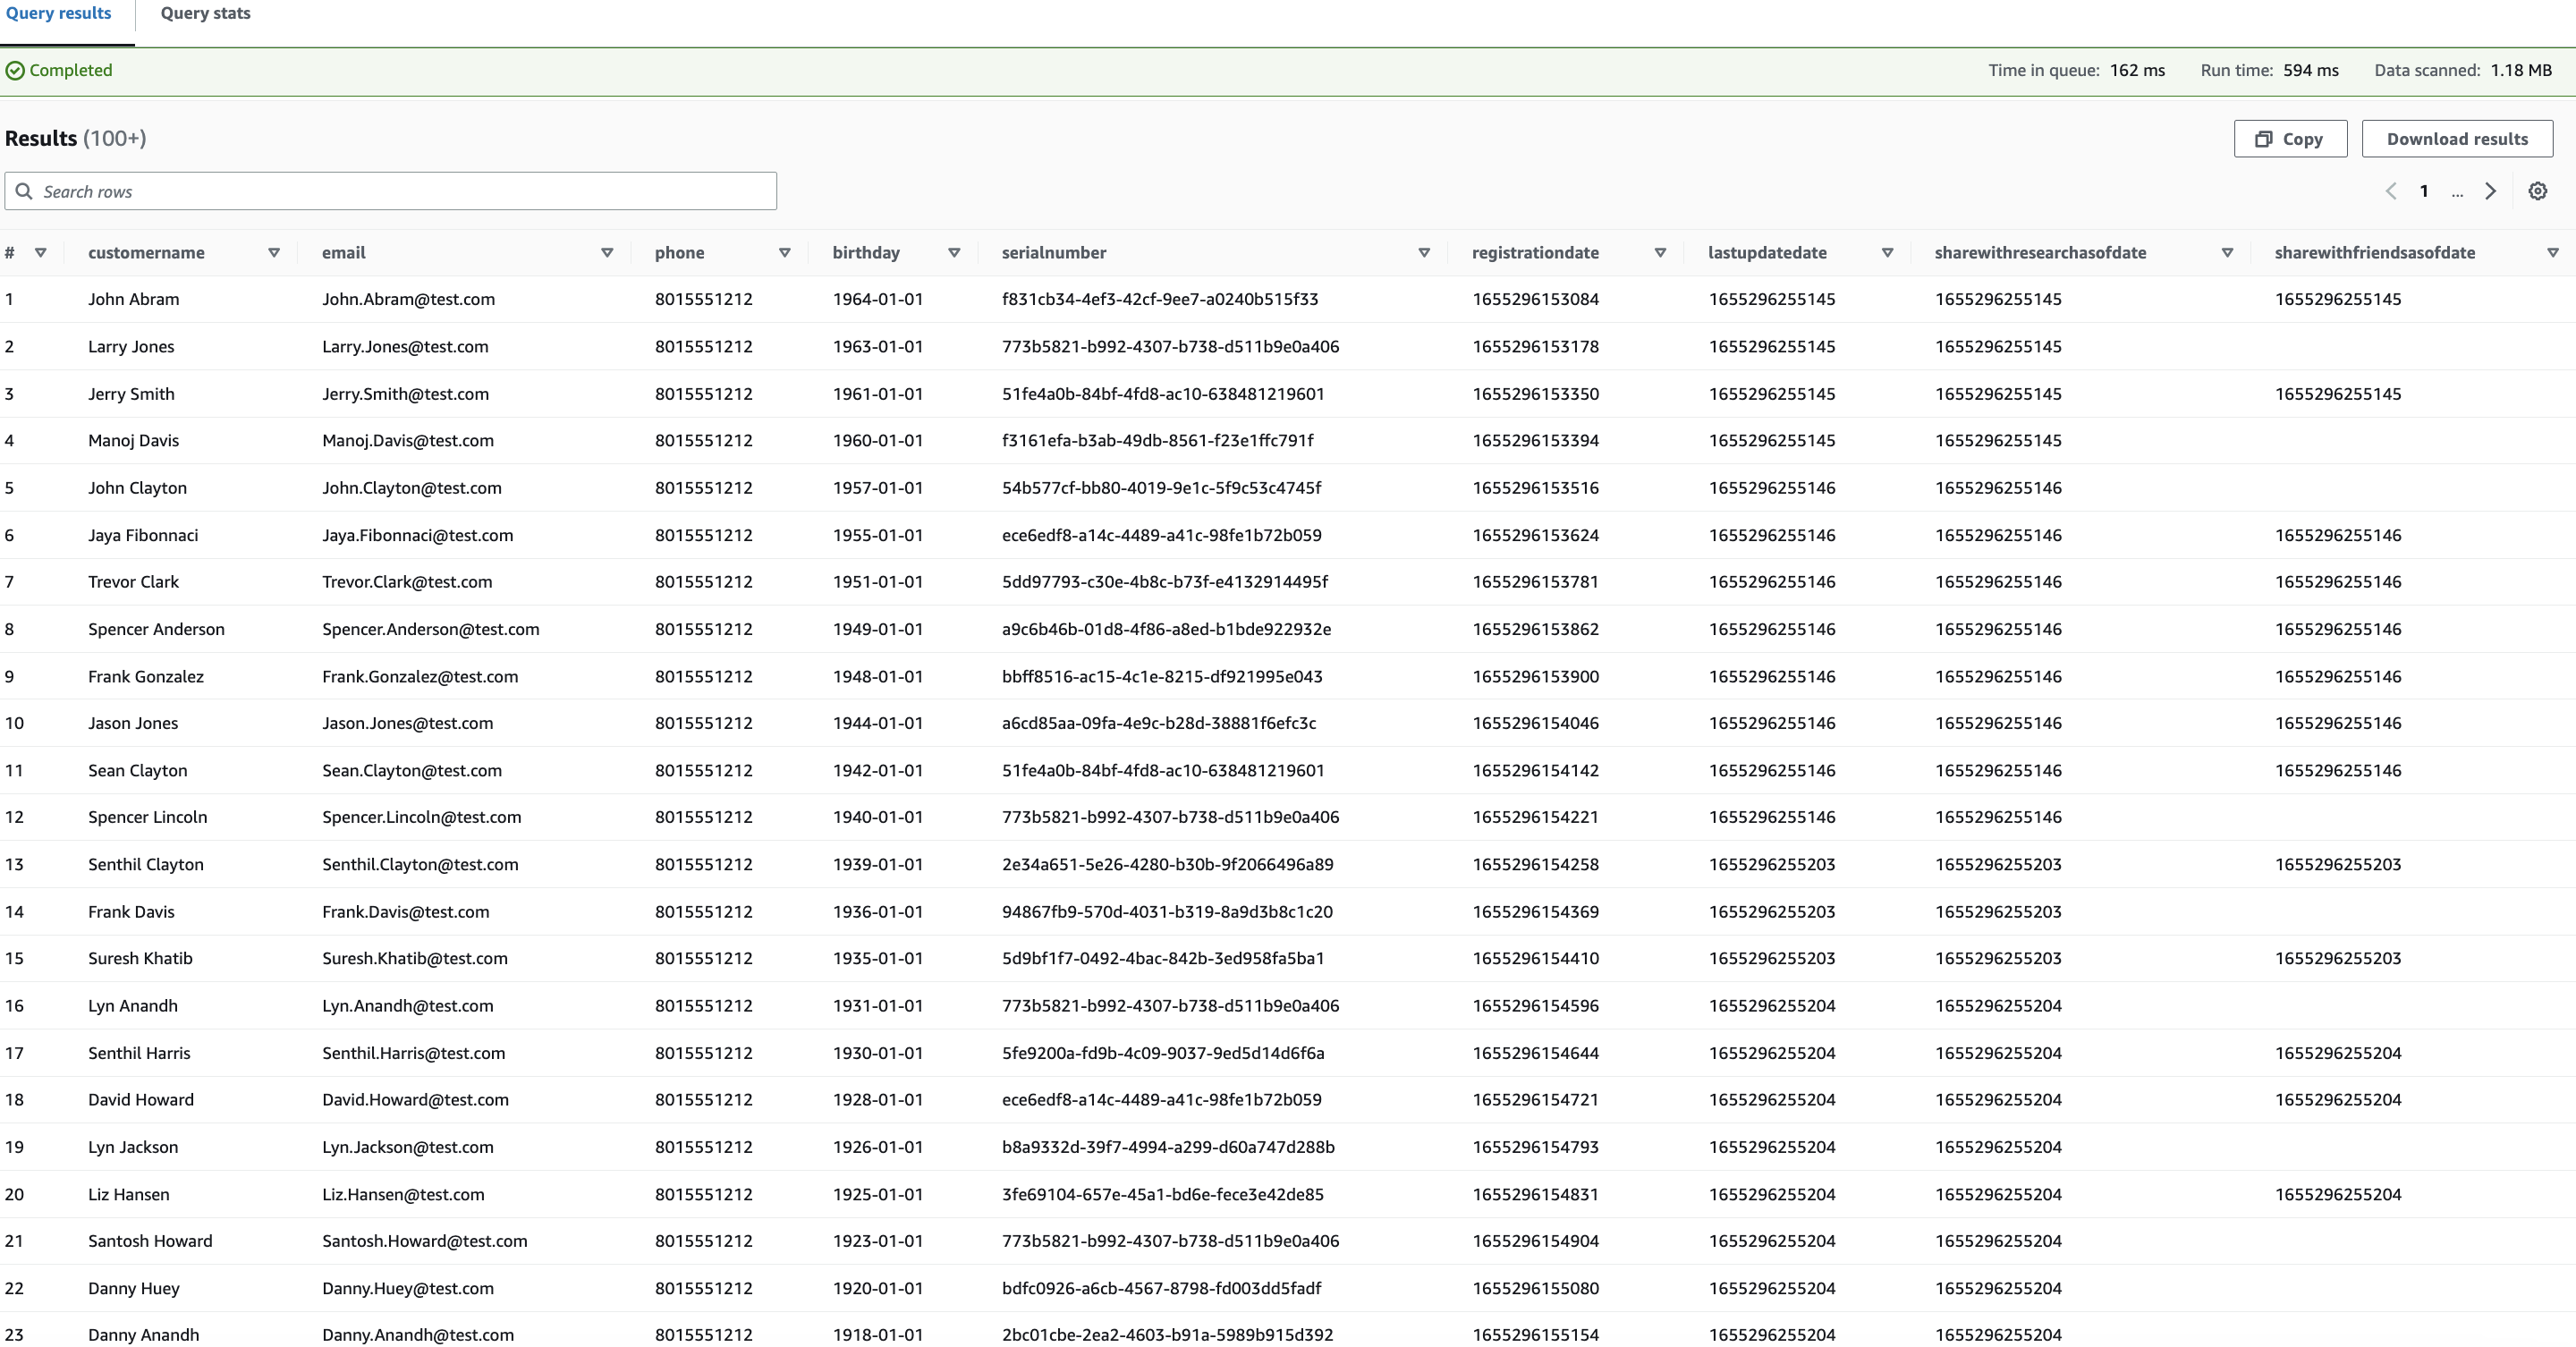 Query results Query stats
Completed Time in queue: 162 ms Run time: 594 ms Data scanned: 1.18 MB
Results (100+) Copy Download results
Search rows 1 ...
# customername email phone birthday serialnumber registrationdate lastupdatedate sharewithresearchasofdate sharewithfriendsasofdate
1 John Abram John.Abram@test.com 8015551212 1964-01-01 f831cb34-4ef3-42cf-9ee7-a0240b515f33 1655296153084 1655296255145 1655296255145 1655296255145
2 Larry Jones Larry.Jones@test.com 8015551212 1963-01-01 773b5821-b992-4307-b738-d511b9e0a406 1655296153178 1655296255145 1655296255145
3 Jerry Smith Jerry.Smith@test.com 8015551212 1961-01-01 51fe4a0b-84bf-4fd8-ac10-638481219601 1655296153350 1655296255145 1655296255145 1655296255145
4 Manoj Davis Manoj.Davis@test.com 8015551212 1960-01-01 f3161efa-b3ab-49db-8561-f23e1ffc791f 1655296153394 1655296255145 1655296255145
5 John Clayton John.Clayton@test.com 8015551212 1957-01-01 54b577cf-bb80-4019-9e1c-5f9c53c4745f 1655296153516 1655296255146 1655296255146
6 Jaya Fibonnaci Jaya.Fibonnaci@test.com 8015551212 1955-01-01 ece6edf8-a14c-4489-a41c-98fe1b72b059 1655296153624 1655296255146 1655296255146 1655296255146
7 Trevor Clark Trevor.Clark@test.com 8015551212 1951-01-01 5dd97793-c30e-4b8c-b73f-e4132914495f 1655296153781 1655296255146 1655296255146 1655296255146
8 Spencer Anderson Spencer.Anderson@test.com 8015551212 1949-01-01 a9c6b46b-01d8-4f86-a8ed-b1bde922932e 1655296153862 1655296255146 1655296255146 1655296255146
9 Frank Gonzalez Frank.Gonzalez@test.com 8015551212 1948-01-01 bbff8516-ac15-4c1e-8215-df921995e043 1655296153900 1655296255146 1655296255146 1655296255146
10 Jason Jones Jason.Jones@test.com 8015551212 1944-01-01 a6cd85aa-09fa-4e9c-b28d-38881f6efc3c 1655296154046 1655296255146 1655296255146 1655296255146
11 Sean Clayton Sean.Clayton@test.com 8015551212 1942-01-01 51fe4a0b-84bf-4fd8-ac10-638481219601 1655296154142 1655296255146 1655296255146 1655296255146
12 Spencer Lincoln Spencer.Lincoln@test.com 8015551212 1940-01-01 773b5821-b992-4307-b738-d511b9e0a406 1655296154221 1655296255146 1655296255146
13 Senthil Clayton Senthil.Clayton@test.com 8015551212 1939-01-01 2e34a651-5e26-4280-b30b-9f2066496a89 1655296154258 1655296255203 1655296255203 1655296255203
14 Frank Davis Frank.Davis@test.com 8015551212 1936-01-01 94867fb9-570d-4031-b319-8a9d3b8c1c20 1655296154369 1655296255203 1655296255203
15 Suresh Khatib Suresh.Khatib@test.com 8015551212 1935-01-01 5d9bf1f7-0492-4bac-842b-3ed958fa5ba1 1655296154410 1655296255203 1655296255203 1655296255203
16 Lyn Anandh Lyn.Anandh@test.com 8015551212 1931-01-01 773b5821-b992-4307-b738-d511b9e0a406 1655296154596 1655296255204 1655296255204
17 Senthil Harris Senthil.Harris@test.com 8015551212 1930-01-01 5fe9200a-fd9b-4c09-9037-9ed5d14d6f6a 1655296154644 1655296255204 1655296255204 1655296255204
18 David Howard David.Howard@test.com 8015551212 1928-01-01 ece6edf8-a14c-4489-a41c-98fe1b72b059 1655296154721 1655296255204 1655296255204 1655296255204
19 Lyn Jackson Lyn.Jackson@test.com 8015551212 1926-01-01 b8a9332d-39f7-4994-a299-d60a747d288b 1655296154793 1655296255204 1655296255204
20 Liz Hansen Liz.Hansen@test.com 8015551212 1925-01-01 3fe69104-657e-45a1-bd6e-fece3e42de85 1655296154831 1655296255204 1655296255204 1655296255204
21 Santosh Howard Santosh.Howard@test.com 8015551212 1923-01-01 773b5821-b992-4307-b738-d511b9e0a406 1655296154904 1655296255204 1655296255204
22 Danny Huey Danny.Huey@test.com 8015551212 1920-01-01 bdfc0926-a6cb-4567-8798-fd003dd5fadf 1655296155080 1655296255204 1655296255204
23 Danny Anandh Danny.Anandh@test.com 8015551212 1918-01-01 2bc01cbe-2ea2-4603-b91a-5989b915d392 1655296155154 1655296255204 1655296255204